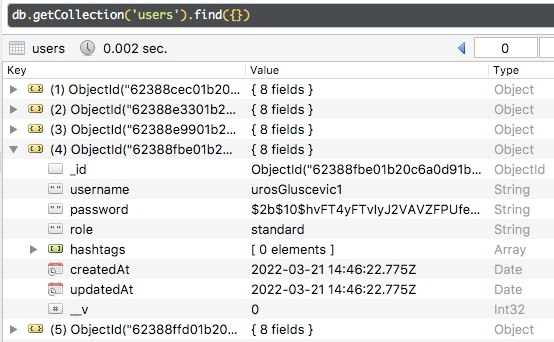 db.getCollection('users').find({})
users 0.002 sec. 0
Key Value Type
(1) ObjectId("62388cec01b20... { 8 fields } Object
(2) ObjectId("62388e3301b2... { 8 fields } Object
(3) ObjectId("62388e9901b2... { 8 fields } Object
(4) ObjectId("62388fbe01b2... { 8 fields } Object
_id ObjectId("62388fbe01b20c6a0d91b... ObjectId
"" username urosGluscevic1 String
"" password $2b$10$hvFT4yFTvIyJ2VAVZFPUfe... String
"" role standard String
hashtags [ 0 elements ] Array
createdAt 2022-03-21 14:46:22.775Z Date
updatedAt 2022-03-21 14:46:22.775Z Date
# __v 0 Int32
(5) ObjectId("62388ffd01b20... { 8 fields } Object